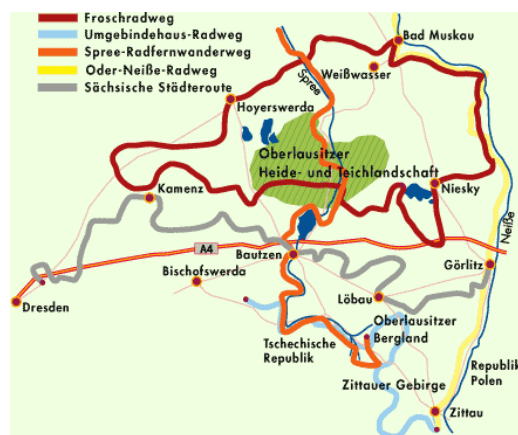 Froschradweg
Umgebindehaus-Radweg
Spree-Radfernwanderweg
Oder-Neiße-Radweg
Sächsische Städteroute
Bad Muskau
Weißwasser
Spree
Hoyerswerda
Oberlausitzer
Heide- und Teichlandschaft
Kamenz
Niesky
Neiße
A4
Bautzen
Bischofswerda
Görlitz
Dresden
Löbau
Oberlausitzer
Bergland
Tschechische
Republik
Republik
Polen
Zittauer Gebirge
Zittau